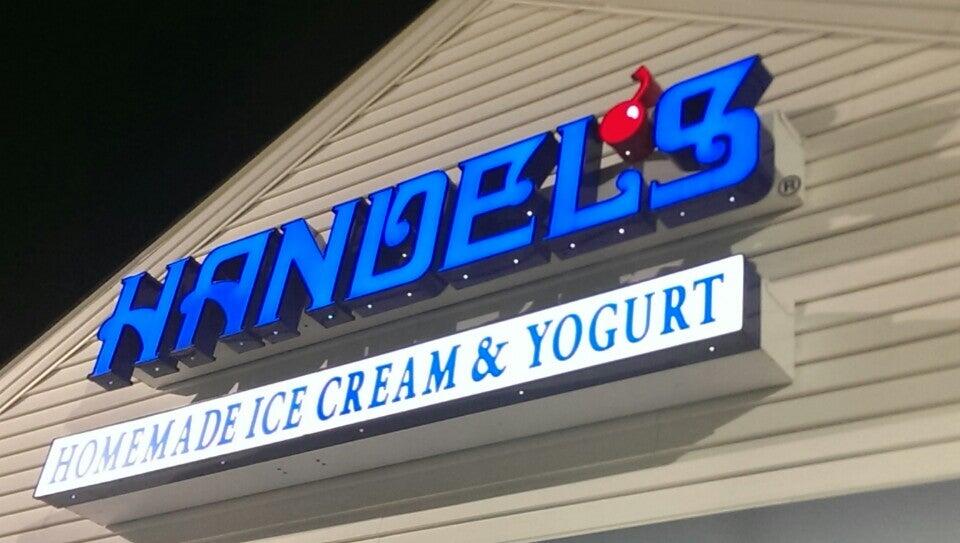 HANDEL'S ®
HOMEMADE ICE CREAM & YOGURT